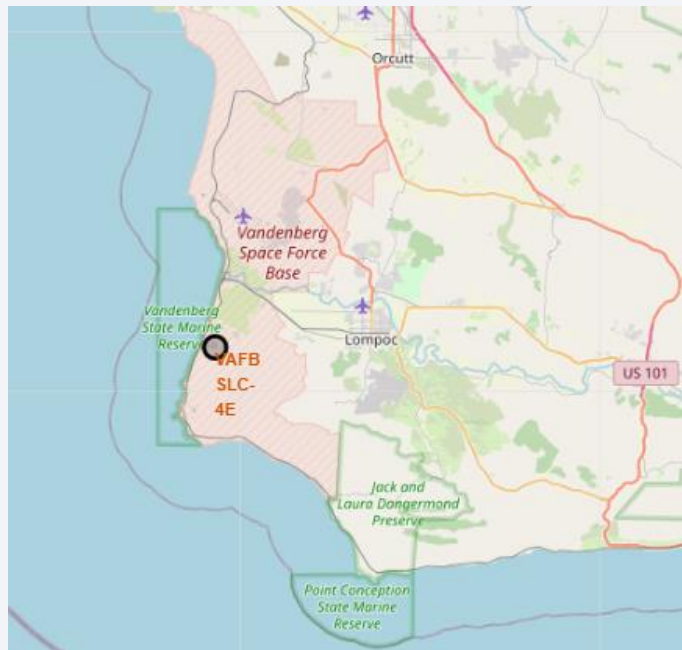 Orcutt
Vandenberg
Space Force
Base
Vandenberg
State Marine
Reserve
VAFB
SLC-
4E
Lompoc
US 101
Jack and
Laura Dangermond
Preserve
Point Conception
State Marine
Reserve